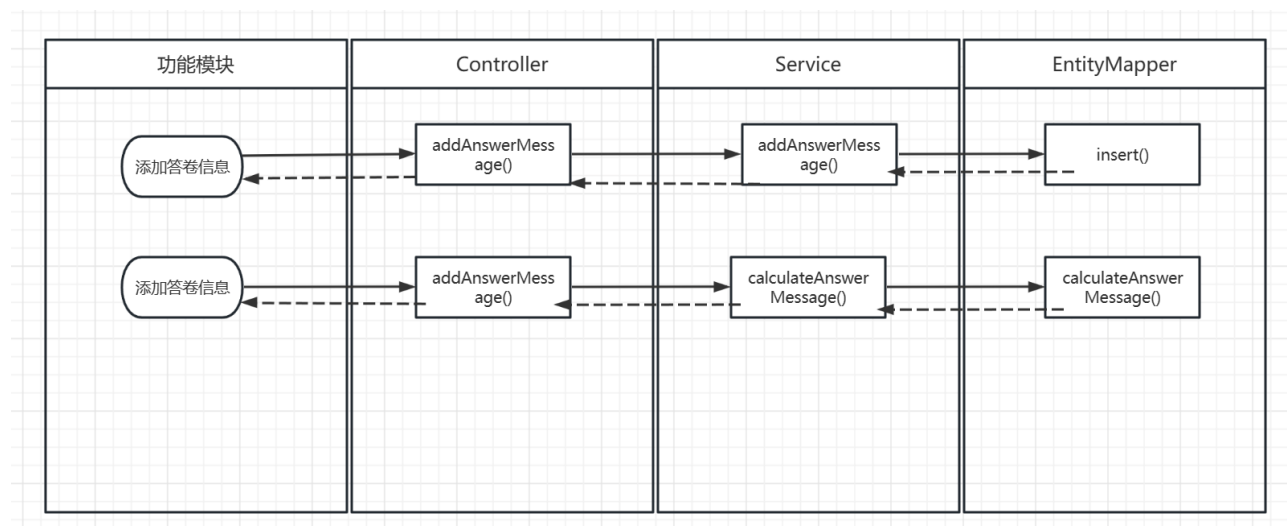 功能模块
Controller
Service
EntityMapper
添加答卷信息
addAnswerMess
age()
addAnswerMess
age()
insert()
添加答卷信息
addAnswerMess
age()
calculateAnswer
Message()
calculateAnswer
Message()